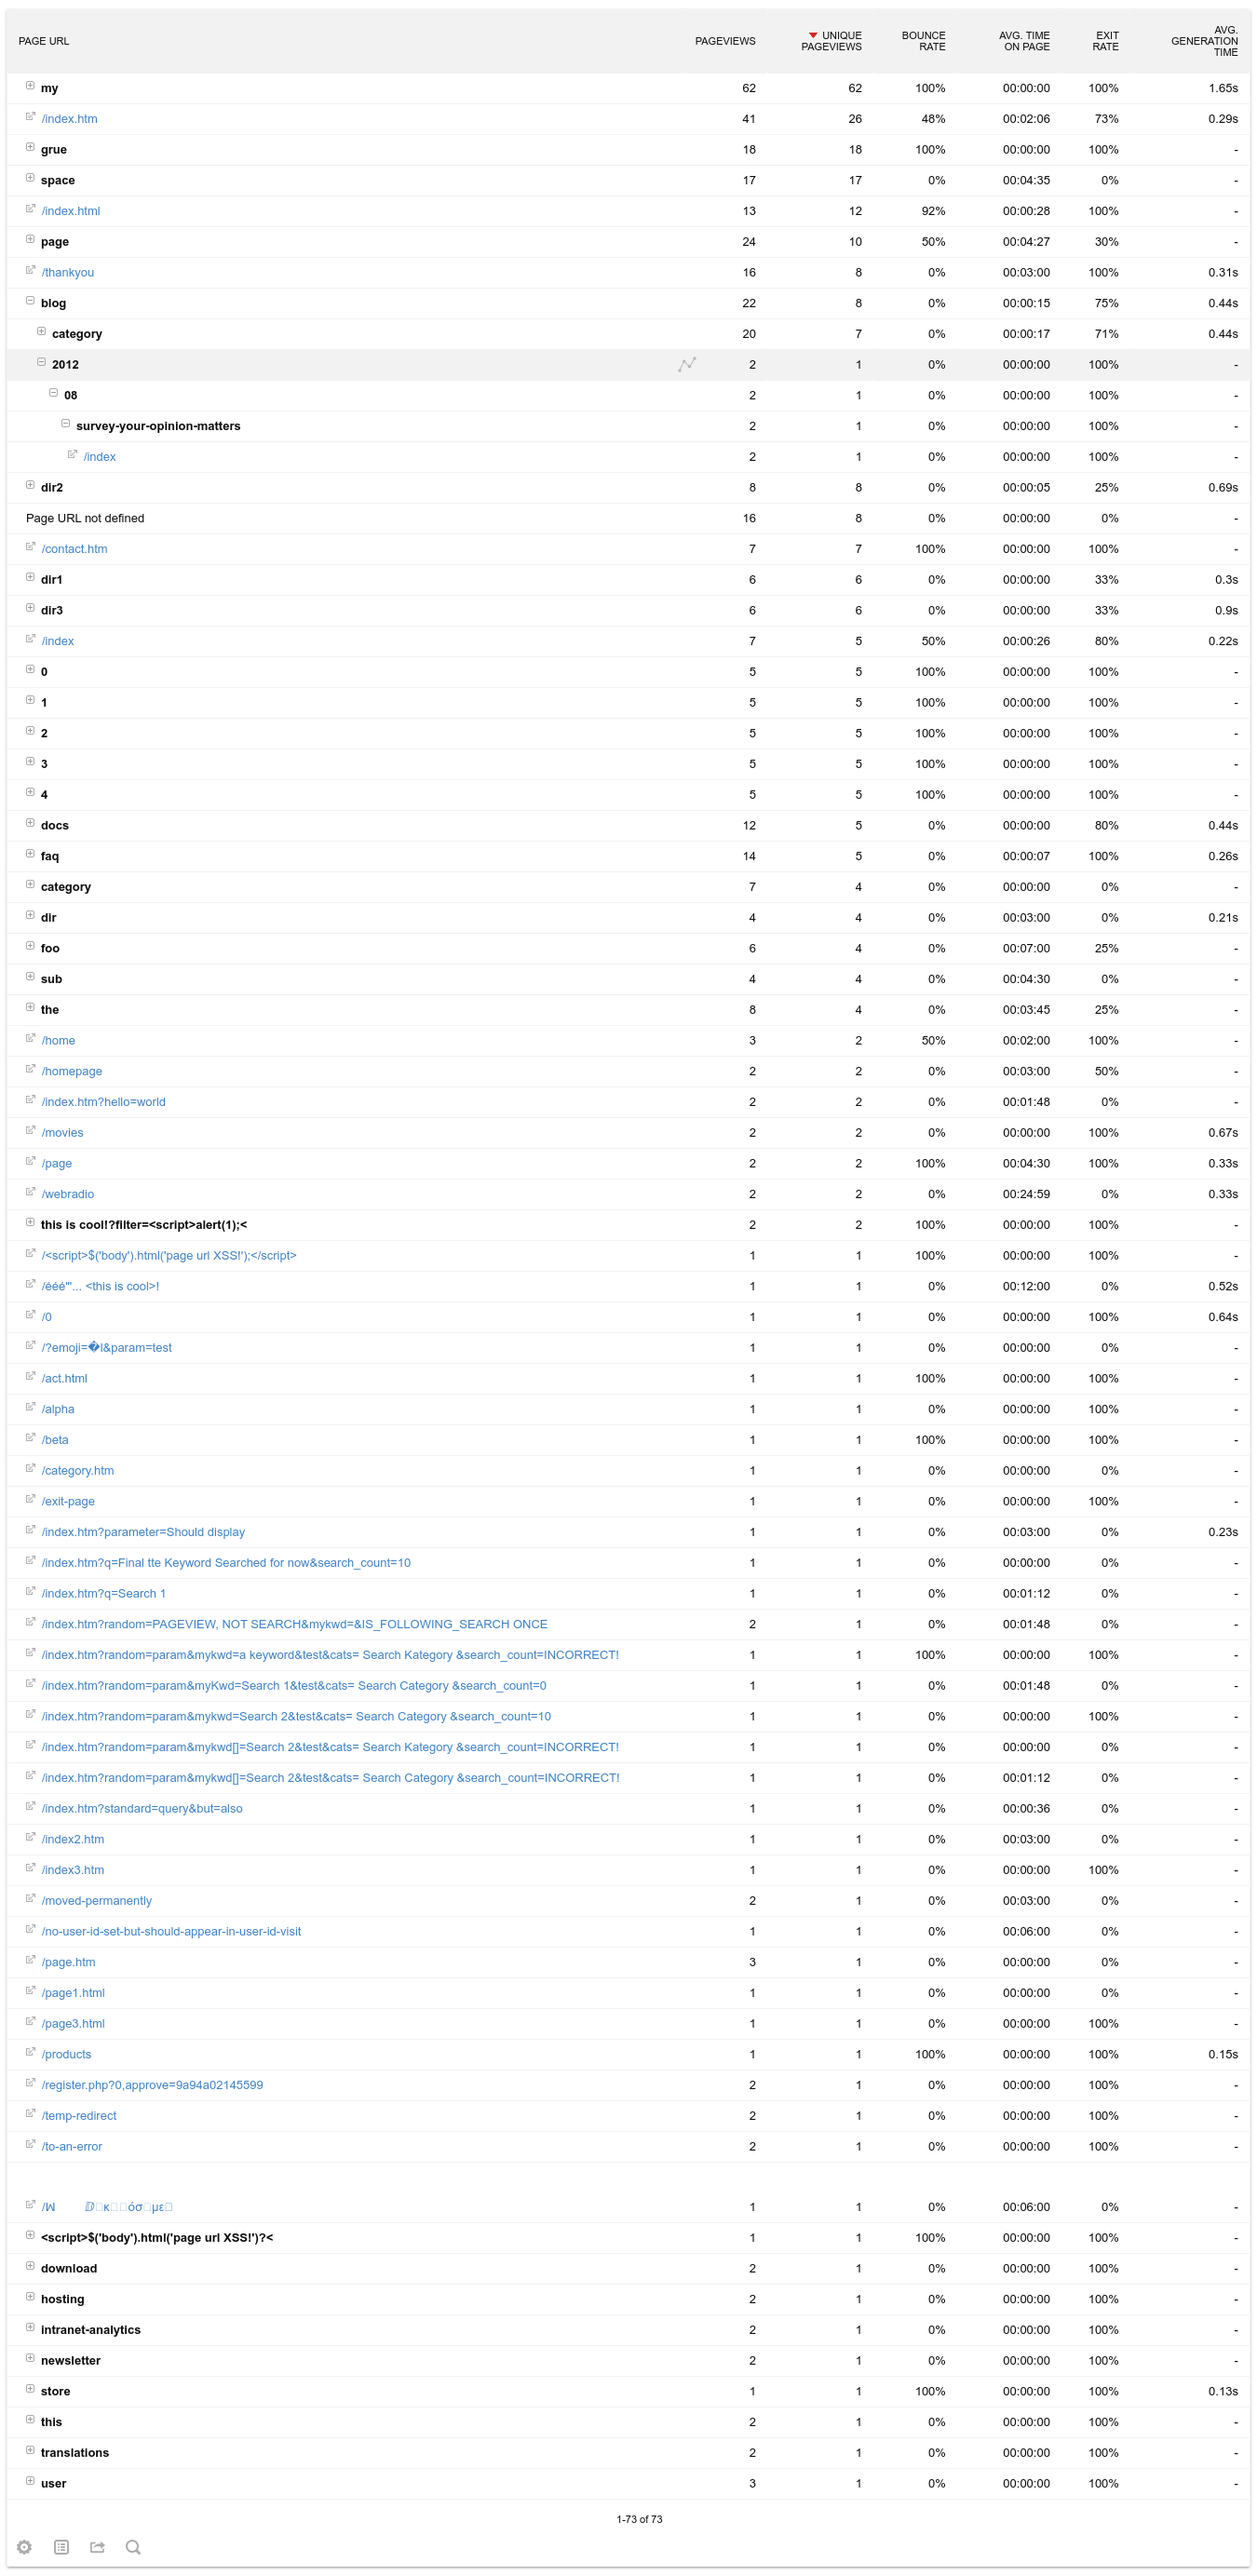 PAGE URL PAGEVIEWS UNIQUE PAGEVIEWS BOUNCE RATE AVG. TIME ON PAGE EXIT RATE AVG. GENERATION TIME
my 62 62 100% 00:00:00 100% 1.65s
/index.htm 41 26 48% 00:02:06 73% 0.29s
grue 18 18 100% 00:00:00 100% -
space 17 17 0% 00:04:35 0% -
/index.html 13 12 92% 00:00:28 100% -
page 24 10 50% 00:04:27 30% -
/thankyou 16 8 0% 00:03:00 100% 0.31s
blog 22 8 0% 00:00:15 75% 0.44s
category 20 7 0% 00:00:17 71% 0.44s
2012 2 1 0% 00:00:00 100% -
08 2 1 0% 00:00:00 100% -
survey-your-opinion-matters 2 1 0% 00:00:00 100% -
/index 2 1 0% 00:00:00 100% -
dir2 8 8 0% 00:00:05 25% 0.69s
Page URL not defined 16 8 0% 00:00:00 0% -
/contact.htm 7 7 100% 00:00:00 100% -
dir1 6 6 0% 00:00:00 33% 0.3s
dir3 6 6 0% 00:00:00 33% 0.9s
/index 7 5 50% 00:00:26 80% 0.22s
0 5 5 100% 00:00:00 100% -
1 5 5 100% 00:00:00 100% -
2 5 5 100% 00:00:00 100% -
3 5 5 100% 00:00:00 100% -
4 5 5 100% 00:00:00 100% -
docs 12 5 0% 00:00:00 80% 0.44s
faq 14 5 0% 00:00:07 100% 0.26s
category 7 4 0% 00:00:00 0% -
dir 4 4 0% 00:03:00 0% 0.21s
foo 6 4 0% 00:07:00 25% -
sub 4 4 0% 00:04:30 0% -
the 8 4 0% 00:03:45 25% -
/home 3 2 50% 00:02:00 100% -
/homepage 2 2 0% 00:03:00 50% -
/index.htm?hello=world 2 2 0% 00:01:48 0% -
/movies 2 2 0% 00:00:00 100% 0.67s
/page 2 2 100% 00:04:30 100% 0.33s
/webradio 2 2 0% 00:24:59 0% 0.33s
this is cool!?filter=<script>alert(1);< 2 2 100% 00:00:00 100% -
/<script>$('body').html('page url XSS!');</script> 1 1 100% 00:00:00 100% -
/ééé"'... <this is cool>! 1 1 0% 00:12:00 0% 0.52s
/0 1 1 0% 00:00:00 100% 0.64s
/?emoji=�l&param=test 1 1 0% 00:00:00 0% -
/act.html 1 1 100% 00:00:00 100% -
/alpha 1 1 0% 00:00:00 100% -
/beta 1 1 100% 00:00:00 100% -
/category.htm 1 1 0% 00:00:00 0% -
/exit-page 1 1 0% 00:00:00 100% -
/index.htm?parameter=Should display 1 1 0% 00:03:00 0% 0.23s
/index.htm?q=Final tte Keyword Searched for now&search_count=10 1 1 0% 00:00:00 0% -
/index.htm?q=Search 1 1 1 0% 00:01:12 0% -
/index.htm?random=PAGEVIEW, NOT SEARCH&mykwd=&IS_FOLLOWING_SEARCH ONCE 2 1 0% 00:01:48 0% -
/index.htm?random=param&mykwd=a keyword&test&cats= Search Kategory &search_count=INCORRECT! 1 1 100% 00:00:00 100% -
/index.htm?random=param&myKwd=Search 1&test&cats= Search Category &search_count=0 1 1 0% 00:01:48 0% -
/index.htm?random=param&mykwd=Search 2&test&cats= Search Category &search_count=10 1 1 0% 00:00:00 100% -
/index.htm?random=param&mykwd[]=Search 2&test&cats= Search Kategory &search_count=INCORRECT! 1 1 0% 00:00:00 0% -
/index.htm?random=param&mykwd[]=Search 2&test&cats= Search Category &search_count=INCORRECT! 1 1 0% 00:01:12 0% -
/index.htm?standard=query&but=also 1 1 0% 00:00:36 0% -
/index2.htm 1 1 0% 00:03:00 0% -
/index3.htm 1 1 0% 00:00:00 100% -
/moved-permanently 2 1 0% 00:03:00 0% -
/no-user-id-set-but-should-appear-in-user-id-visit 1 1 0% 00:06:00 0% -
/page.htm 3 1 0% 00:00:00 0% -
/page1.html 1 1 0% 00:00:00 0% -
/page3.html 1 1 0% 00:00:00 100% -
/products 1 1 100% 00:00:00 100% 0.15s
/register.php?0,approve=9a94a02145599 2 1 0% 00:00:00 100% -
/temp-redirect 2 1 0% 00:00:00 100% -
/to-an-error 2 1 0% 00:00:00 100% -
1 1 0% 00:06:00 0% -
<script>$('body').html('page url XSS!')?< 1 1 100% 00:00:00 100% -
download 2 1 0% 00:00:00 100% -
hosting 2 1 0% 00:00:00 100% -
intranet-analytics 2 1 0% 00:00:00 100% -
newsletter 2 1 0% 00:00:00 100% -
store 1 1 100% 00:00:00 100% 0.13s
this 2 1 0% 00:00:00 100% -
translations 2 1 0% 00:00:00 100% -
user 3 1 0% 00:00:00 100% -
1-73 of 73